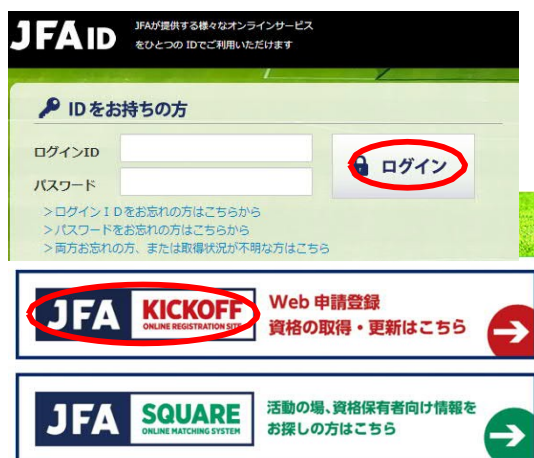 JFA ID
JFAが提供する様々なオンラインサービス
をひとつの IDでご利用いただけます
IDをお持ちの方
ログインID
パスワード
ログイン
>ログインIDをお忘れの方はこちらから
>パスワードをお忘れの方はこちらから
>両方お忘れの方、または取得状況が不明な方はこちら
JFA KICKOFF
ONLINE REGISTRATION SITE
Web 申請登録
資格の取得・更新はこちら
JFA SQUARE
ONLINE MATCHING SYSTEM
活動の場、資格保有者向け情報を
お探しの方はこちら